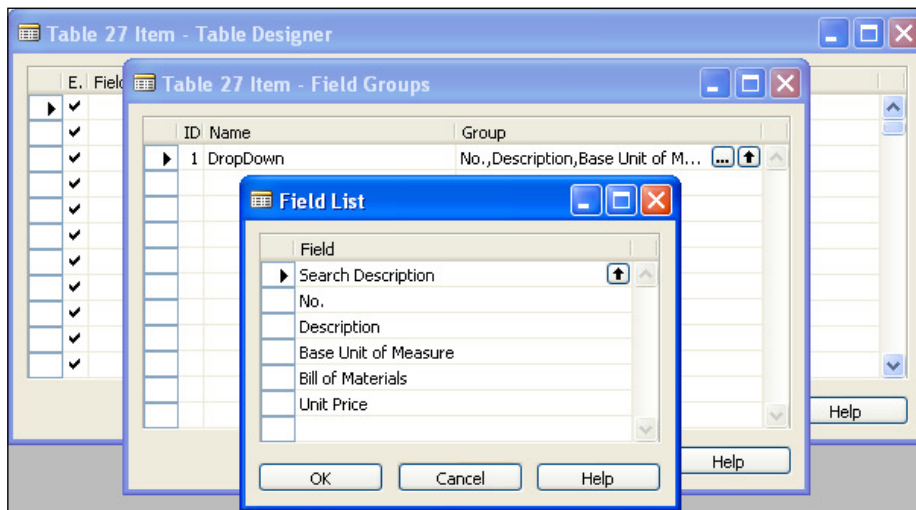 Table 27 Item - Table Designer
E. Field
Table 27 Item - Field Groups
ID Name Group
1 DropDown No.,Description,Base Unit of M...
Field List
Field
Search Description
No.
Description
Base Unit of Measure
Bill of Materials
Unit Price
Help
Help
OK Cancel Help